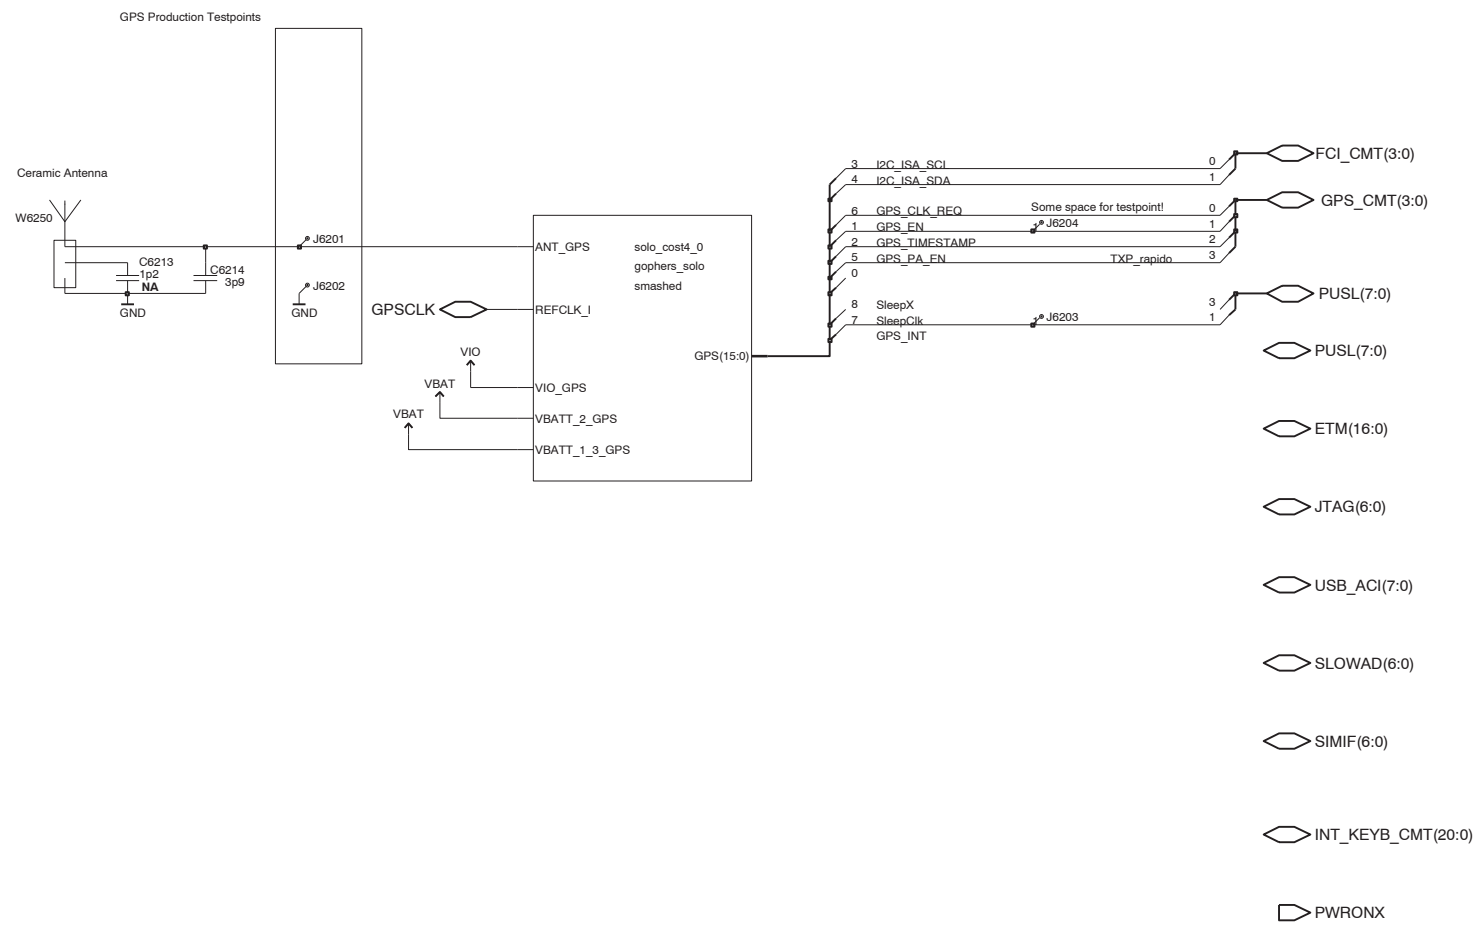 GPS Production Testpoints
Ceramic Antenna
W6250
C6213
1p2
NA
GND
C6214
3p9
J6201
J6202
GND
GPSCLK
VIO
VBAT
VBAT
ANT_GPS
REFCLK_I
VIO_GPS
VBATT_2_GPS
VBATT_1_3_GPS
solo_cost4_0
gophers_solo
smashed
GPS(15:0)
3 I2C_ISA_SCL 0
4 I2C_ISA_SDA 1
6 GPS_CLK_REQ Some space for testpoint! 0
1 GPS_EN J6204 1
2 GPS_TIMESTAMP 2
5 GPS_PA_EN TXP_rapido 3
0
8 SleepX 3
7 SleepClk J6203 1
GPS_INT
FCI_CMT(3:0)
GPS_CMT(3:0)
PUSL(7:0)
PUSL(7:0)
ETM(16:0)
JTAG(6:0)
USB_ACI(7:0)
SLOWAD(6:0)
SIMIF(6:0)
INT_KEYB_CMT(20:0)
PWRONX